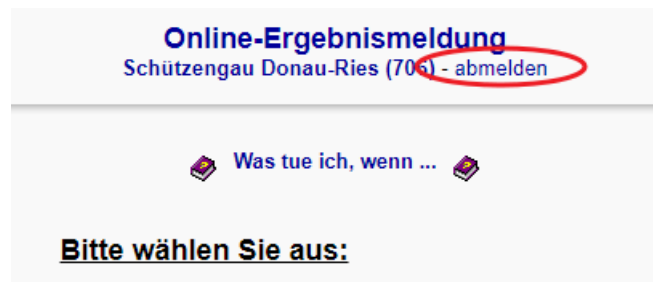 Online-Ergebnismeldung
Schützengau Donau-Ries (706) - abmelden
Was tue ich, wenn ...
Bitte wählen Sie aus: